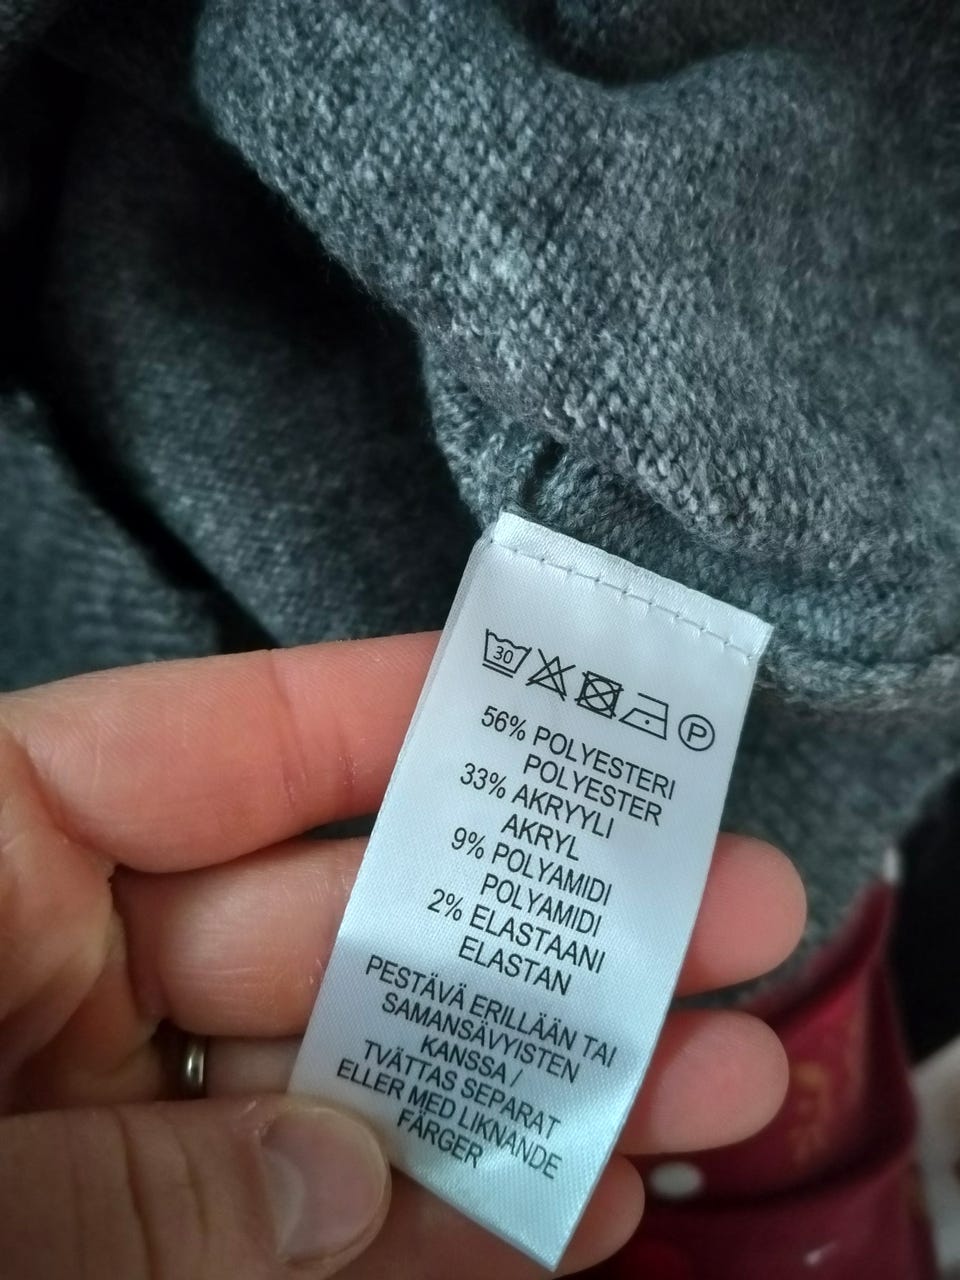 30 P
56% POLYESTERI
POLYESTER
33% AKRYYLI
AKRYL
9% POLYAMIDI
POLYAMIDI
2% ELASTAANI
ELASTAN
PESTÄVÄ ERILLÄÄN TAI
SAMANSÄVYISTEN
KANSSA /
TVÄTTAS SEPARAT
ELLER MED LIKNANDE
FÄRGER